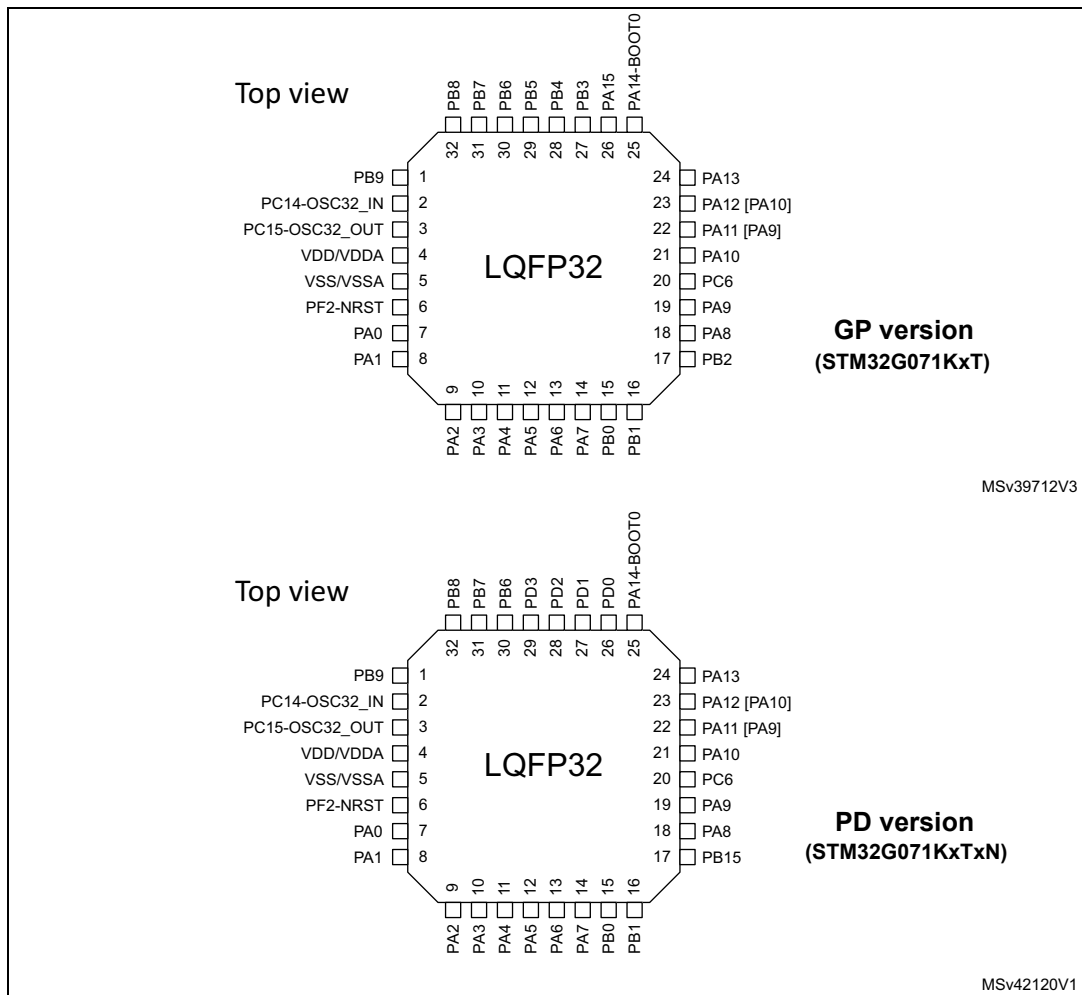 Top view
PB8
PB7
PB6
PB5
PB4
PB3
PA15
PA14-BOOT0
32
31
30
29
28
27
26
25
PB9 1
PC14-OSC32_IN 2
PC15-OSC32_OUT 3
VDD/VDDA 4
VSS/VSSA 5
PF2-NRST 6
PA0 7
PA1 8
LQFP32
24 PA13
23 PA12 [PA10]
22 PA11 [PA9]
21 PA10
20 PC6
19 PA9
18 PA8
17 PB2
9
10
11
12
13
14
15
16
PA2
PA3
PA4
PA5
PA6
PA7
PB0
PB1
GP version
(STM32G071KxT)
MSv39712V3
Top view
PB8
PB7
PB6
PD3
PD2
PD1
PD0
PA14-BOOT0
32
31
30
29
28
27
26
25
PB9 1
PC14-OSC32_IN 2
PC15-OSC32_OUT 3
VDD/VDDA 4
VSS/VSSA 5
PF2-NRST 6
PA0 7
PA1 8
LQFP32
24 PA13
23 PA12 [PA10]
22 PA11 [PA9]
21 PA10
20 PC6
19 PA9
18 PA8
17 PB15
9
10
11
12
13
14
15
16
PA2
PA3
PA4
PA5
PA6
PA7
PB0
PB1
PD version
(STM32G071KxTxN)
MSv42120V1